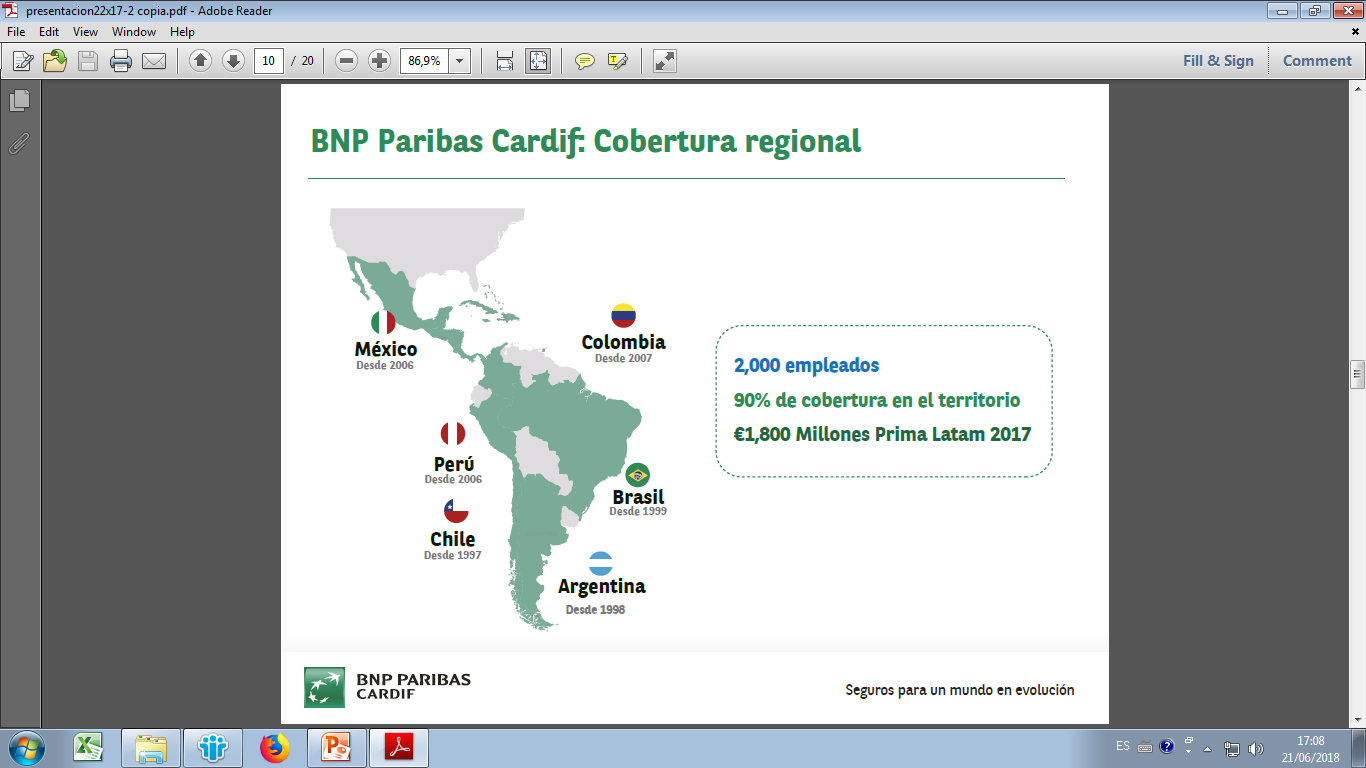 presentacion22x17-2 copia.pdf - Adobe Reader
File Edit View Window Help
10 / 20 86,9% Fill & Sign Comment
BNP Paribas Cardif: Cobertura regional
México
Desde 2006
Colombia
Desde 2007
Perú
Desde 2006
Chile
Desde 1997
Brasil
Desde 1999
Argentina
Desde 1998
2,000 empleados
90% de cobertura en el territorio
€1,800 Millones Prima Latam 2017
BNP PARIBAS
CARDIF
Seguros para un mundo en evolución
ES
17:08
21/06/2018